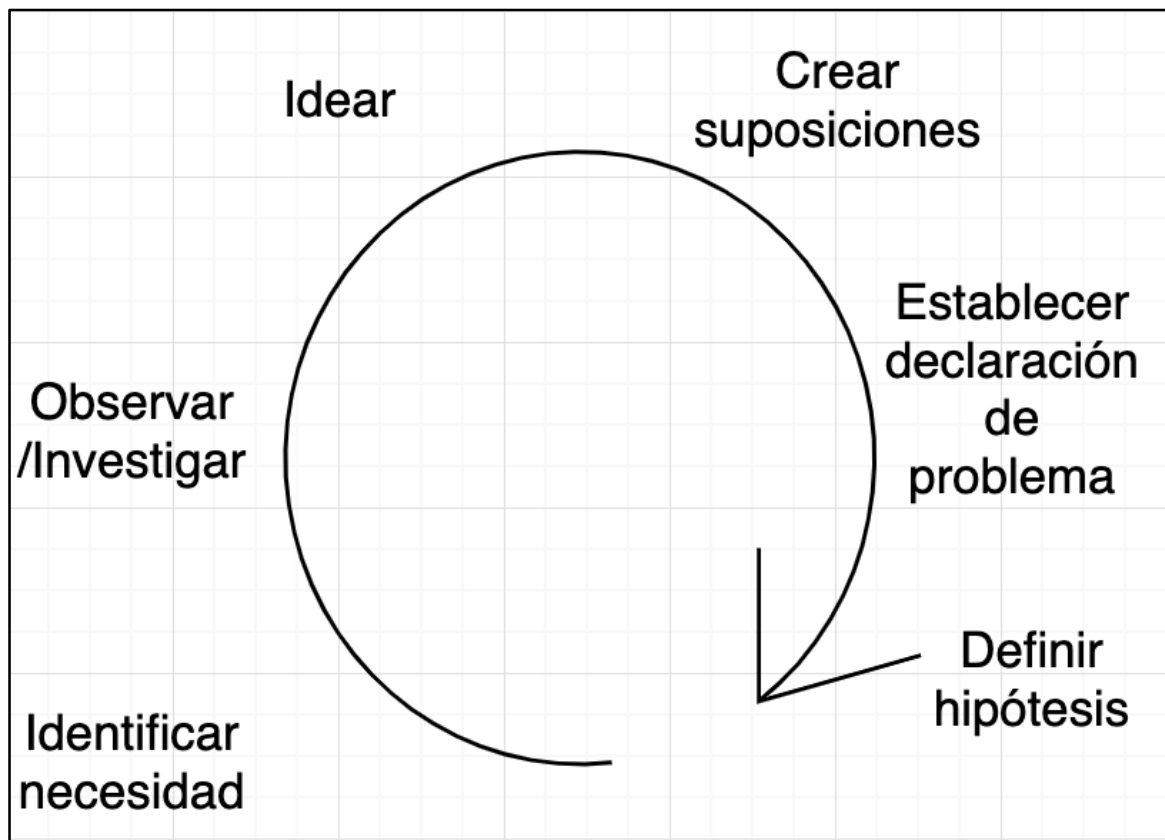 Idear
Crear
suposiciones
Establecer
declaración
de
problema
Observar
/Investigar
Definir
hipótesis
Identificar
necesidad